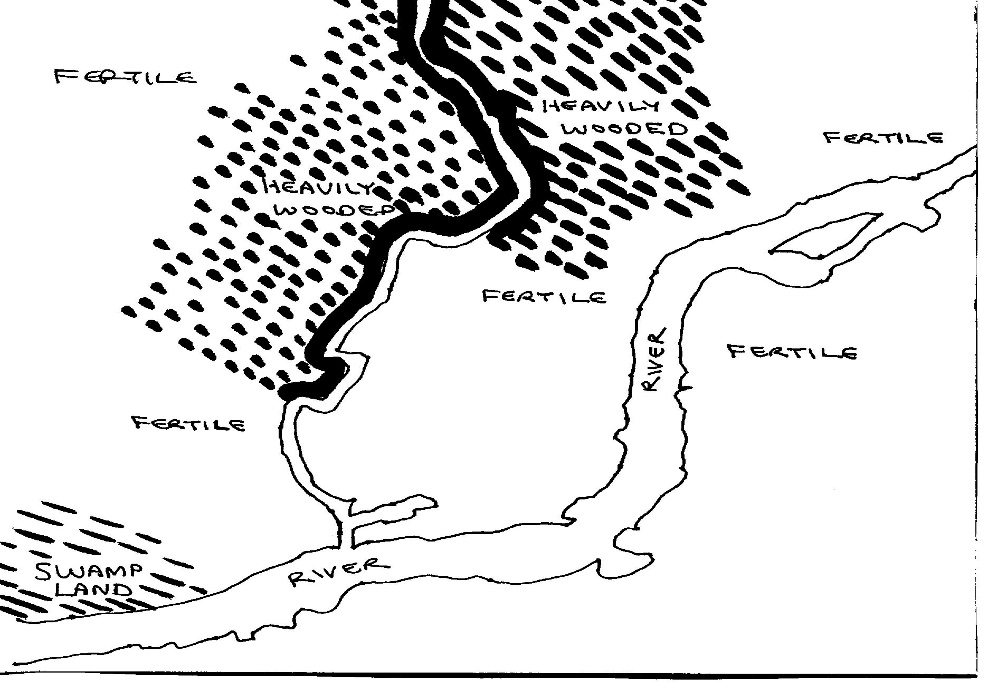 FERTILE
HEAVILY
WOODED
FERTILE
HEAVILY
WOODED
FERTILE
RIVER
FERTILE
FERTILE
SWAMP
LAND
RIVER